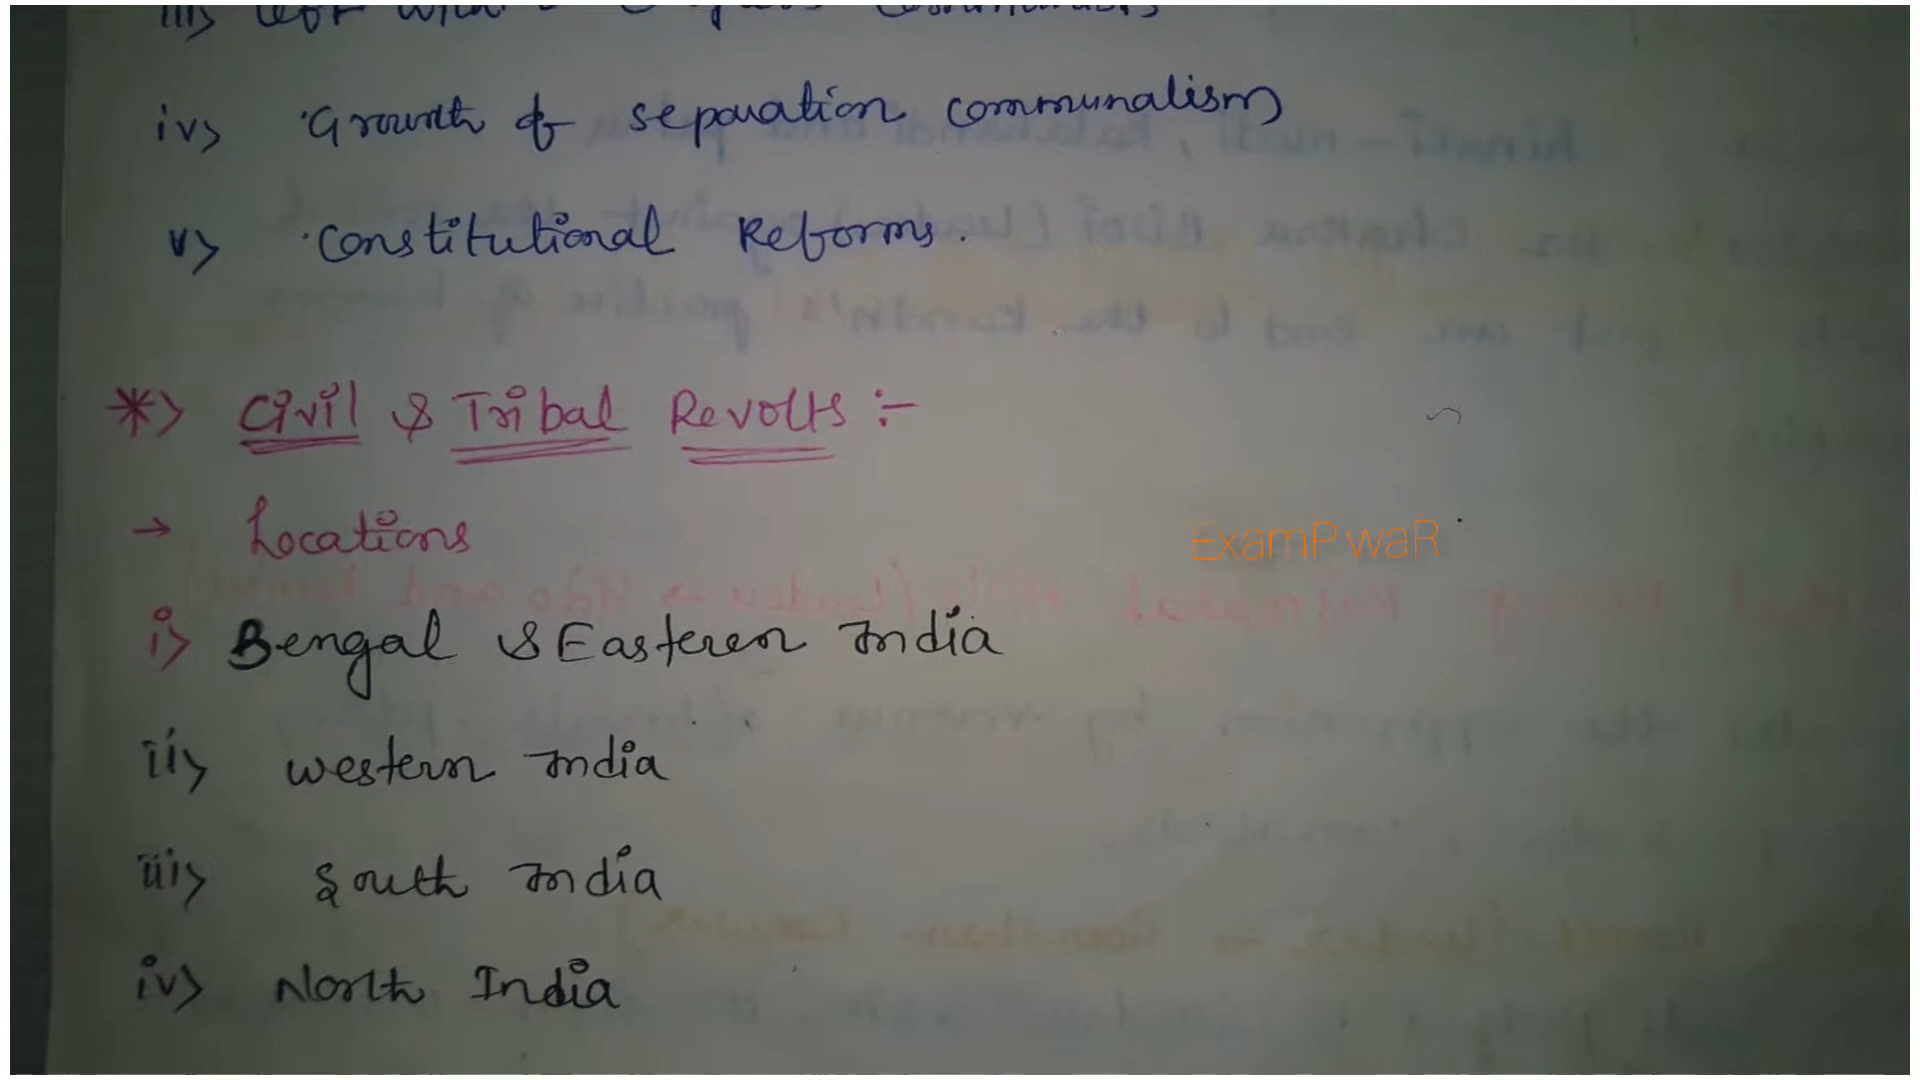 iv> Growth of separation communalism
v> Constitutional Reforms.
*> Civil & Tribal Revolts :-
→ Locations
ExamPwaR
i> Bengal & Easteren India
ii> western India
iii> South India
iv> North India